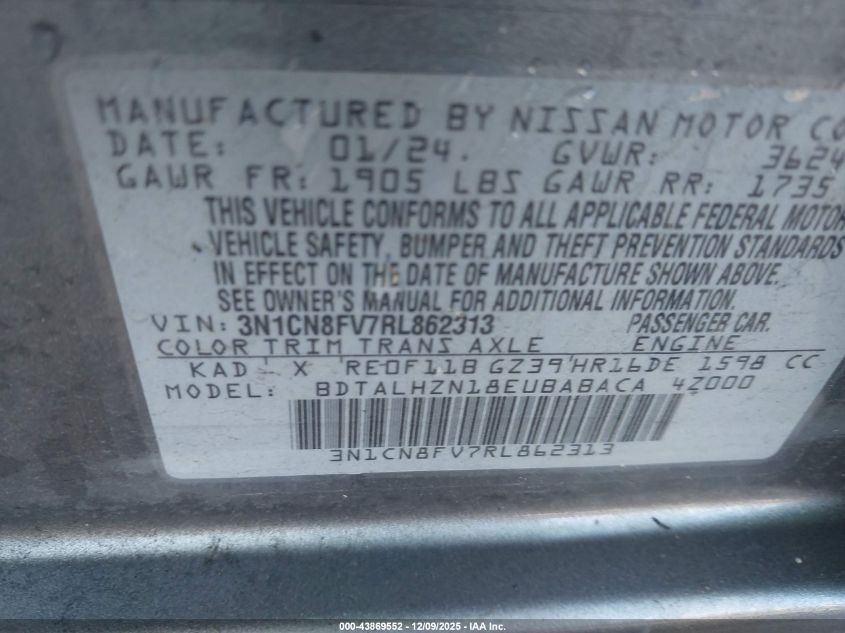 MANUFACTURED BY NISSAN MOTOR CO
DATE: 01/24. GVWR: 3624
GAWR FR: 1905 LBS GAWR RR: 1735
THIS VEHICLE CONFORMS TO ALL APPLICABLE FEDERAL MOTOR
VEHICLE SAFETY, BUMPER AND THEFT PREVENTION STANDARDS
IN EFFECT ON THE DATE OF MANUFACTURE SHOWN ABOVE.
SEE OWNER'S MANUAL FOR ADDITIONAL INFORMATION.
VIN: 3N1CN8FV7RL862313 PASSENGER CAR.
COLOR TRIM TRANS AXLE ENGINE
KAD X RE0F11B GZ39 HR16DE 1598 CC
MODEL: BDTALHZN18EUBABACA 4Z000
3N1CN8FV7RL862313
000-43869552 - 12/09/2025 - IAA Inc.